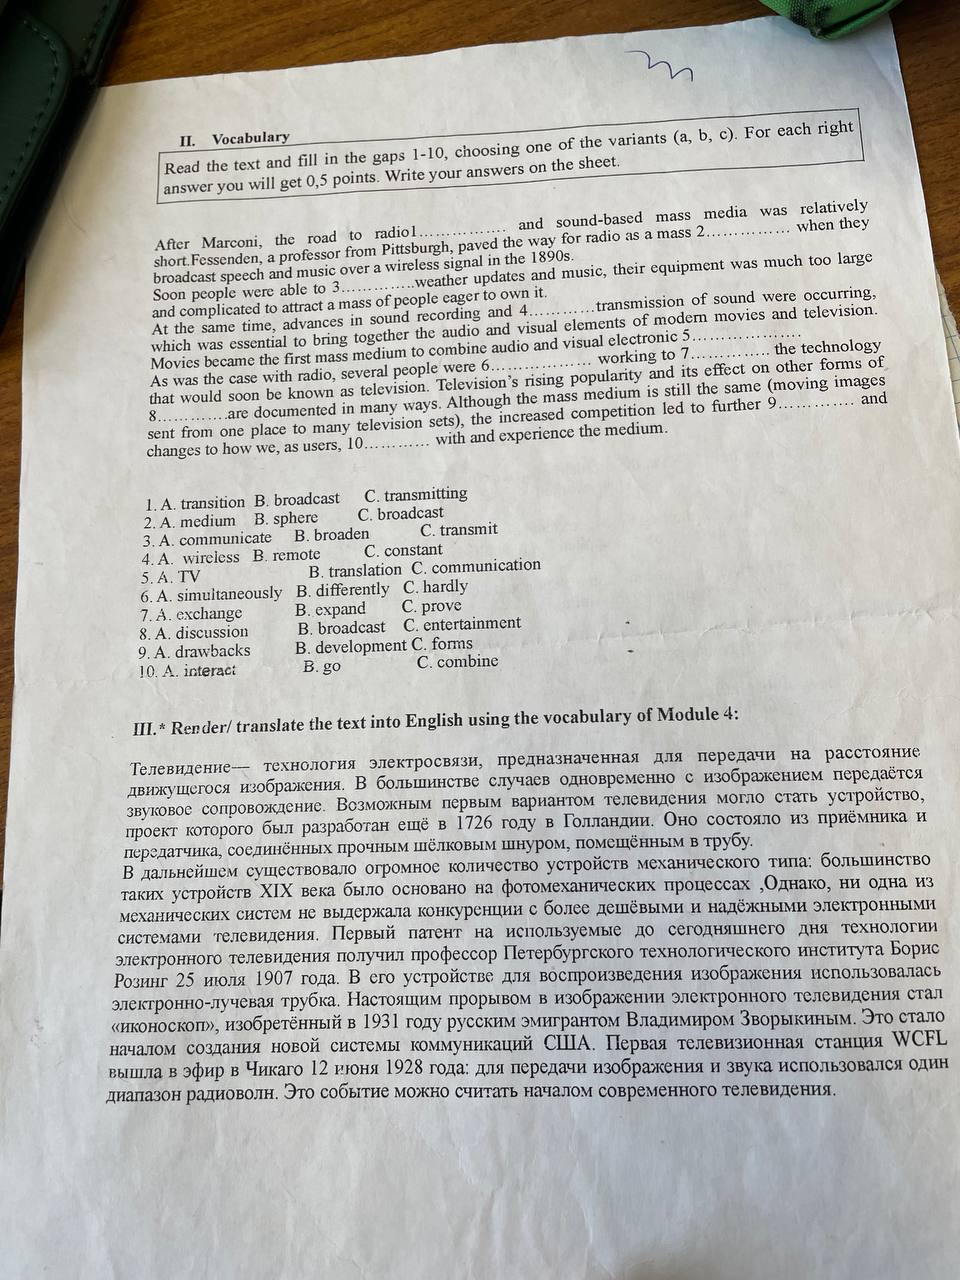 II. Vocabulary
Read the text and fill in the gaps 1-10, choosing one of the variants (a, b, c). For each right
answer you will get 0,5 points. Write your answers on the sheet.
After Marconi, the road to radio1…………… and sound-based mass media was relatively
short.Fessenden, a professor from Pittsburgh, paved the way for radio as a mass 2…………… when they
broadcast speech and music over a wireless signal in the 1890s.
Soon people were able to 3………….weather updates and music, their equipment was much too large
and complicated to attract a mass of people eager to own it.
At the same time, advances in sound recording and 4…………transmission of sound were occurring,
which was essential to bring together the audio and visual elements of modern movies and television.
Movies became the first mass medium to combine audio and visual electronic 5………………
As was the case with radio, several people were 6……………… working to 7…………. the technology
that would soon be known as television. Television's rising popularity and its effect on other forms of
8………….are documented in many ways. Although the mass medium is still the same (moving images
sent from one place to many television sets), the increased competition led to further 9…………. and
changes to how we, as users, 10………… with and experience the medium.
1. A. transition B. broadcast C. transmitting
2. A. medium B. sphere C. broadcast
3. A. communicate B. broaden C. transmit
4. A. wireless B. remote C. constant
5. A. TV B. translation C. communication
6. A. simultaneously B. differently C. hardly
7. A. exchange B. expand C. prove
8. A. discussion B. broadcast C. entertainment
9. A. drawbacks B. development C. forms
10. A. interact B. go C. combine
III.* Render/ translate the text into English using the vocabulary of Module 4:
Телевидение— технология электросвязи, предназначенная для передачи на расстояние
движущегося изображения. В большинстве случаев одновременно с изображением передаётся
звуковое сопровождение. Возможным первым вариантом телевидения могло стать устройство,
проект которого был разработан ещё в 1726 году в Голландии. Оно состояло из приёмника и
передатчика, соединённых прочным шёлковым шнуром, помещённым в трубу.
В дальнейшем существовало огромное количество устройств механического типа: большинство
таких устройств XIX века было основано на фотомеханических процессах ,Однако, ни одна из
механических систем не выдержала конкуренции с более дешёвыми и надёжными электронными
системами телевидения. Первый патент на используемые до сегодняшнего дня технологии
электронного телевидения получил профессор Петербургского технологического института Борис
Розинг 25 июля 1907 года. В его устройстве для воспроизведения изображения использовалась
электронно-лучевая трубка. Настоящим прорывом в изображении электронного телевидения стал
«иконоскоп», изобретённый в 1931 году русским эмигрантом Владимиром Зворыкиным. Это стало
началом создания новой системы коммуникаций США. Первая телевизионная станция WCFL
вышла в эфир в Чикаго 12 июня 1928 года: для передачи изображения и звука использовался один
диапазон радиоволн. Это событие можно считать началом современного телевидения.